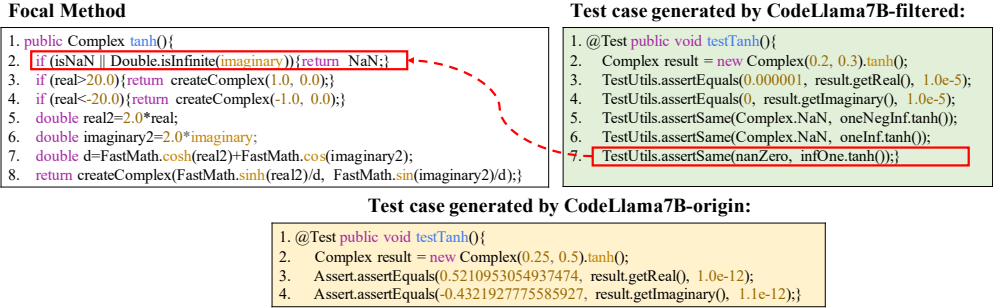 Focal Method
1. public Complex tanh(){
2. if (isNaN || Double.isInfinite(imaginary)){return NaN;}
3. if (real>20.0){return createComplex(1.0, 0.0);}
4. if (real<-20.0){return createComplex(-1.0, 0.0);}
5. double real2=2.0*real;
6. double imaginary2=2.0*imaginary;
7. double d=FastMath.cosh(real2)+FastMath.cos(imaginary2);
8. return createComplex(FastMath.sinh(real2)/d, FastMath.sin(imaginary2)/d);}
Test case generated by CodeLlama7B-filtered:
1. @Test public void testTanh(){
2. Complex result = new Complex(0.2, 0.3).tanh();
3. TestUtils.assertEquals(0.000001, result.getReal(), 1.0e-5);
4. TestUtils.assertEquals(0, result.getImaginary(), 1.0e-5);
5. TestUtils.assertSame(Complex.NaN, oneNegInf.tanh());
6. TestUtils.assertSame(Complex.NaN, oneInf.tanh());
7. TestUtils.assertSame(nanZero, infOne.tanh());}
Test case generated by CodeLlama7B-origin:
1. @Test public void testTanh(){
2. Complex result = new Complex(0.25, 0.5).tanh();
3. Assert.assertEquals(0.5210953054937474, result.getReal(), 1.0e-12);
4. Assert.assertEquals(-0.4321927775585927, result.getImaginary(), 1.1e-12);}